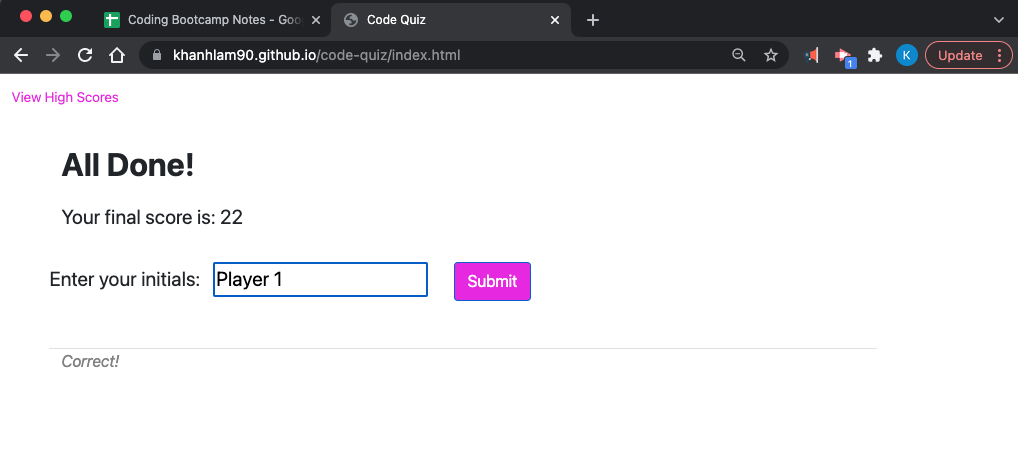 Coding Bootcamp Notes - Goo
Code Quiz
khanhlam90.github.io/code-quiz/index.html
1
K
Update
View High Scores
All Done!
Your final score is: 22
Enter your initials: Player 1 Submit
Correct!